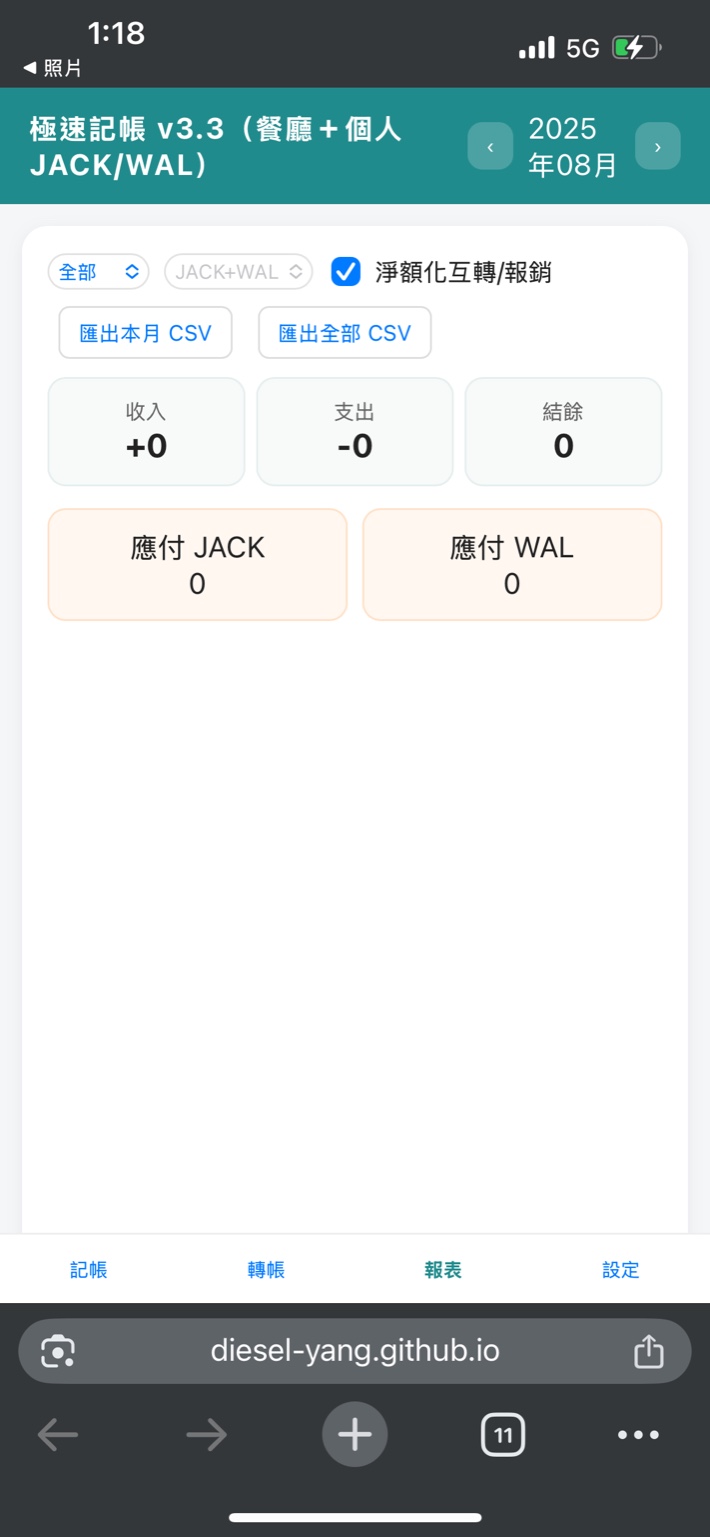 1:18
5G
◀ 照片
極速記帳 v3.3（餐廳＋個人
JACK/WAL）
‹
2025
年08月
›
全部
JACK+WAL
淨額化互轉/報銷
匯出本月 CSV
匯出全部 CSV
收入
+0
支出
-0
結餘
0
應付 JACK
0
應付 WAL
0
記帳
轉帳
報表
設定
diesel-yang.github.io
11